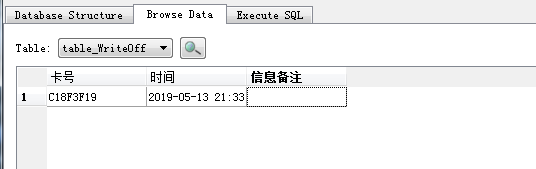 Database Structure Browse Data Execute SQL
Table: table_WriteOff
卡号 时间 信息备注
1 C18F3F19 2019-05-13 21:33